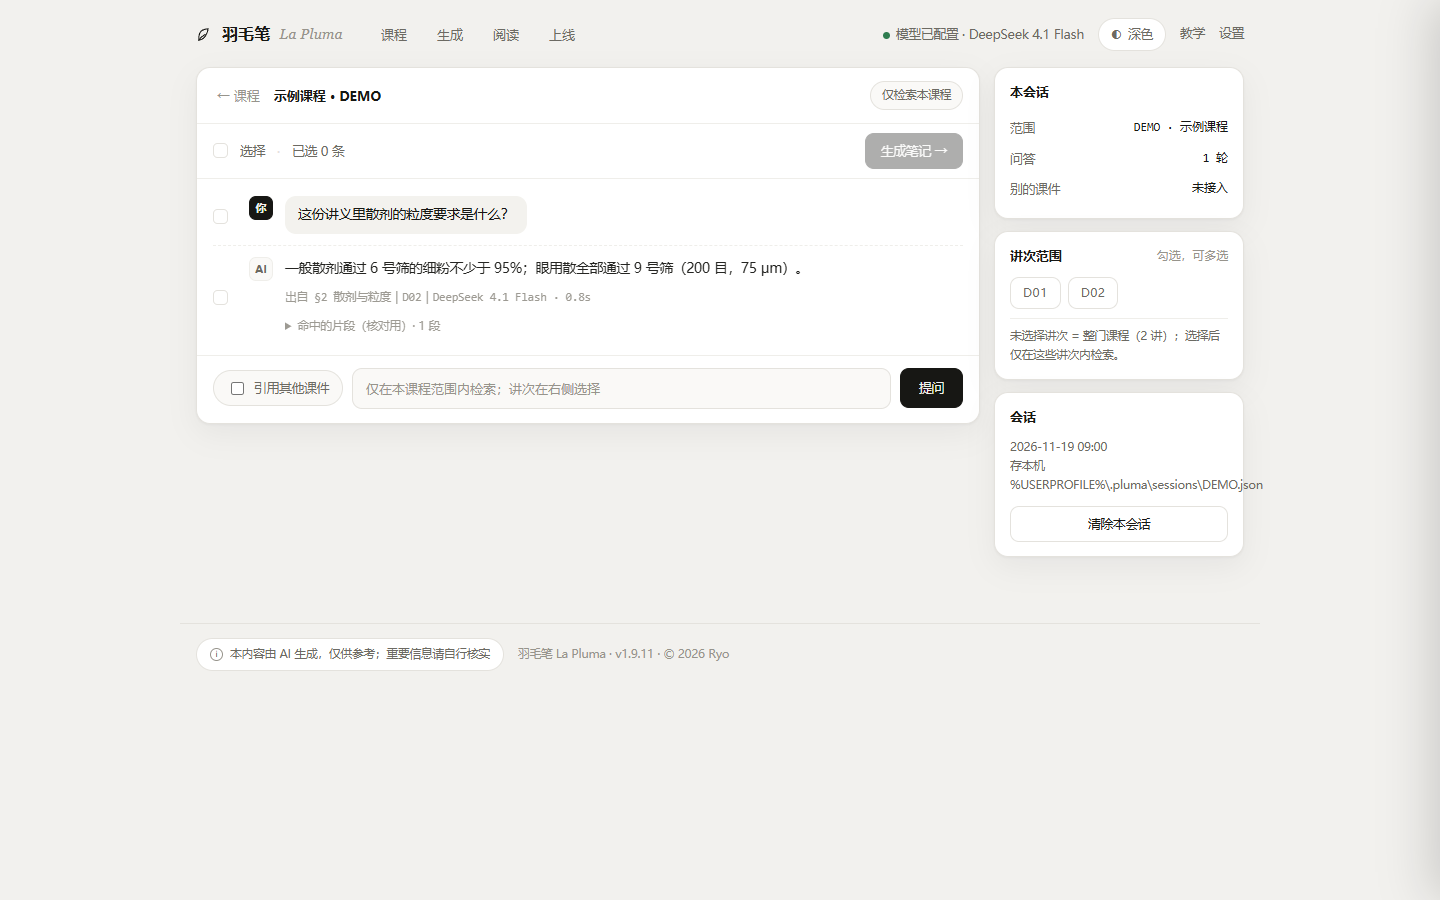 羽毛笔 La Pluma 课程 生成 阅读 上线 模型已配置 · DeepSeek 4.1 Flash 深色 教学 设置
← 课程 示例课程 • DEMO 仅检索本课程
选择 · 已选 0 条 生成笔记 →
你 这份讲义里散剂的粒度要求是什么？
AI 一般散剂通过 6 号筛的细粉不少于 95%；眼用散全部通过 9 号筛（200 目，75 μm）。
出自 §2 散剂与粒度 | D02 | DeepSeek 4.1 Flash · 0.8s
▶ 命中的片段（核对用）· 1 段
引用其他课件 仅在本课程范围内检索；讲次在右侧选择 提问
本会话
范围 DEMO · 示例课程
问答 1 轮
别的课件 未接入
讲次范围 勾选，可多选
D01 D02
未选择讲次 = 整门课程（2 讲）；选择后
仅在这些讲次内检索。
会话
2026-11-19 09:00
存本机
%USERPROFILE%\.pluma\sessions\DEMO.json
清除本会话
本内容由 AI 生成，仅供参考；重要信息请自行核实 羽毛笔 La Pluma · v1.9.11 · © 2026 Ryo